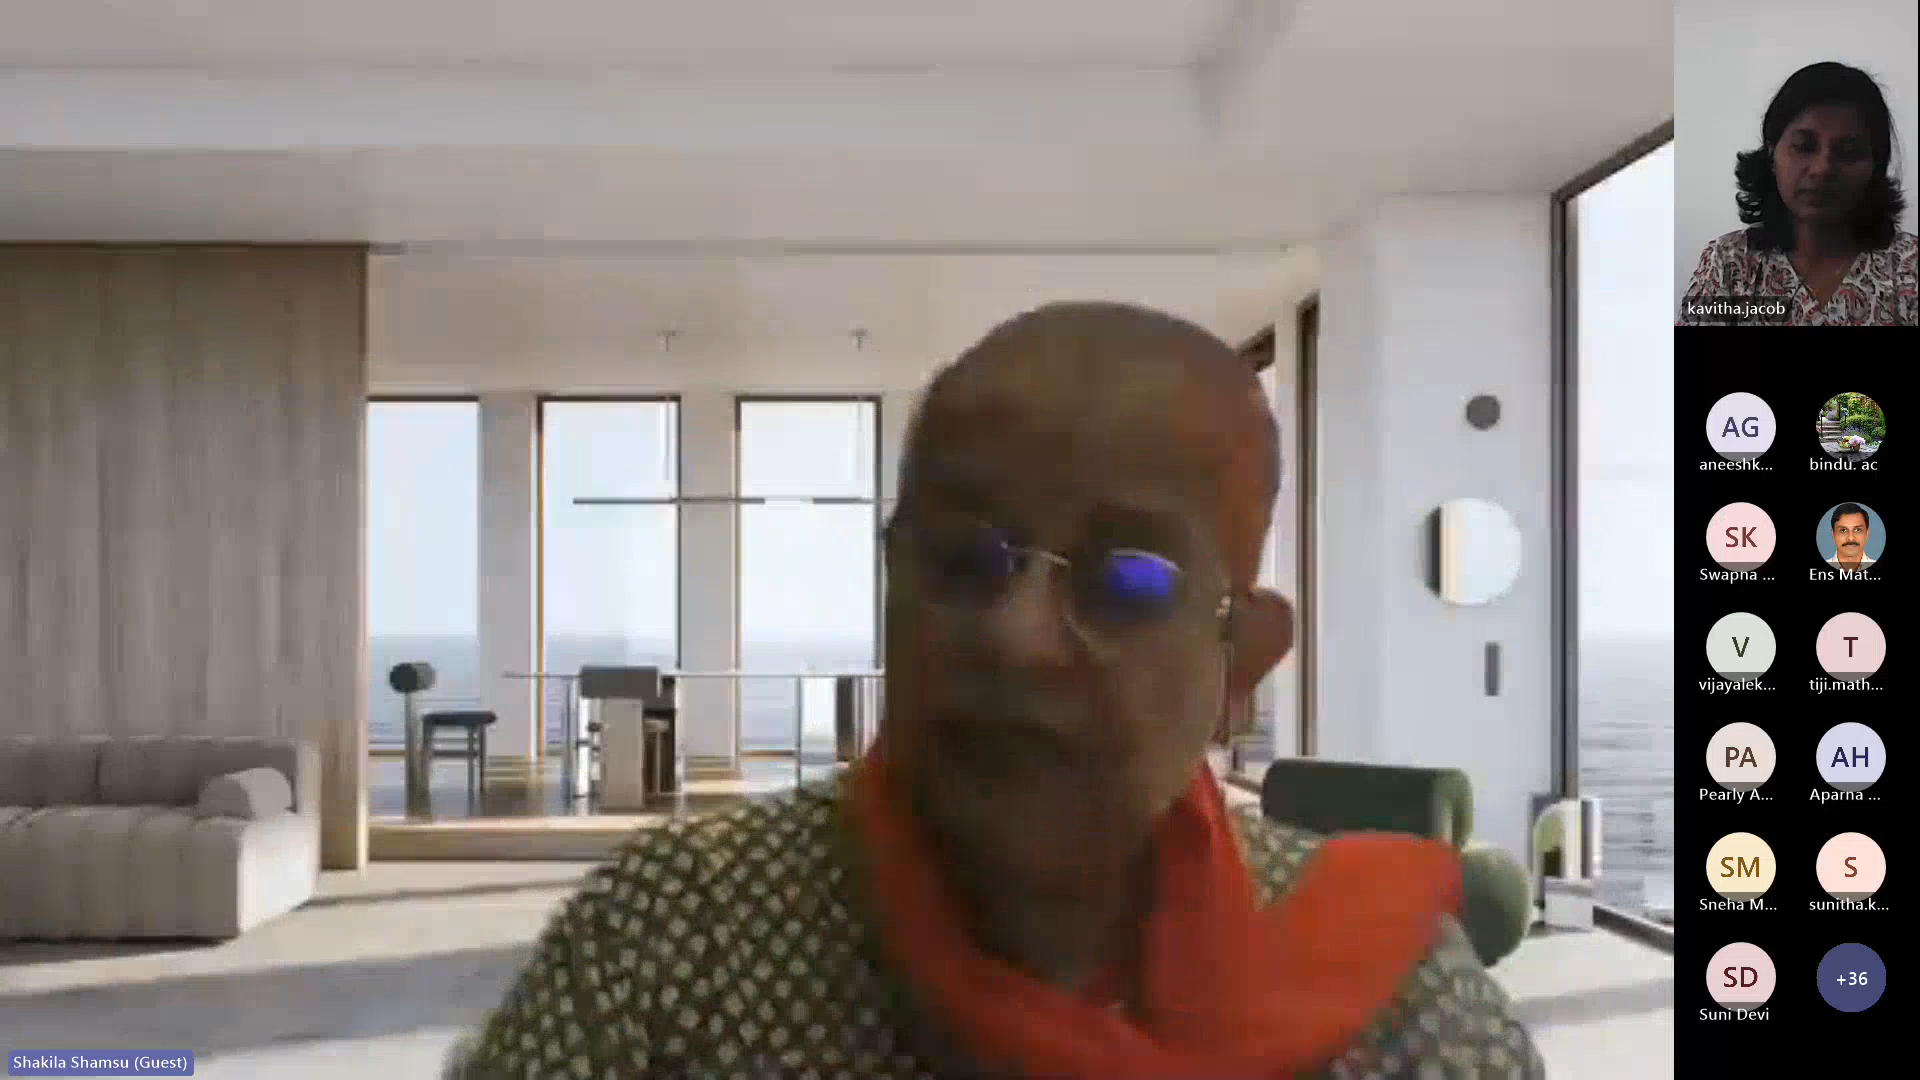 kavitha.jacob
AG
aneeshk...
bindu. ac
SK
Swapna ...
Ens Mat...
V
vijayalek...
T
tiji.math...
PA
Pearly A...
AH
Aparna ...
SM
Sneha M...
S
sunitha.k...
SD
Suni Devi
+36
Shakila Shamsu (Guest)